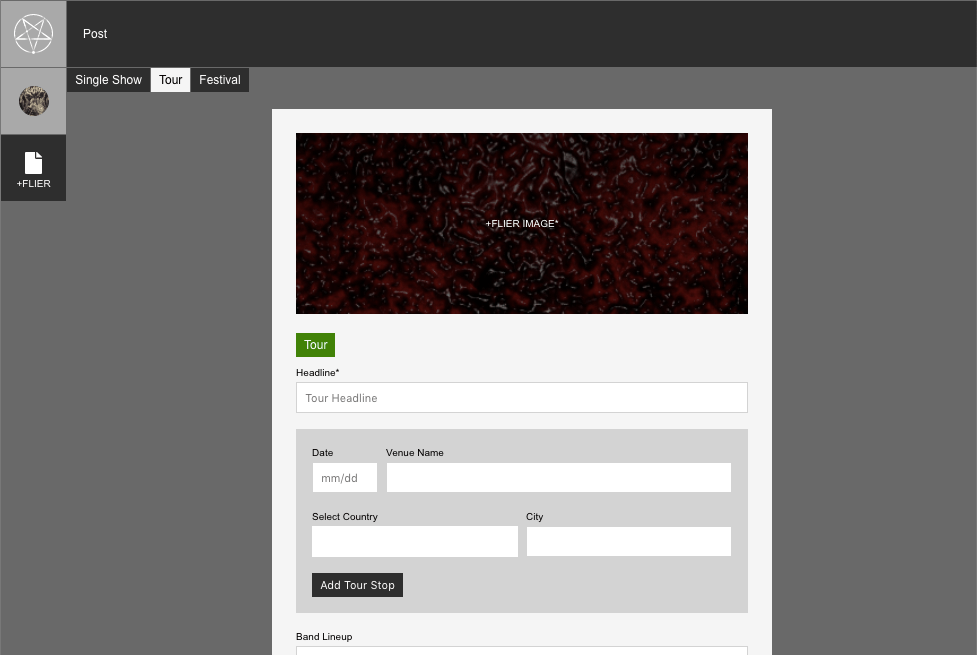 Post
Single Show Tour Festival
+FLIER
+FLIER IMAGE*
Tour
Headline*
Tour Headline
Date Venue Name
mm/dd
Select Country City
Add Tour Stop
Band Lineup